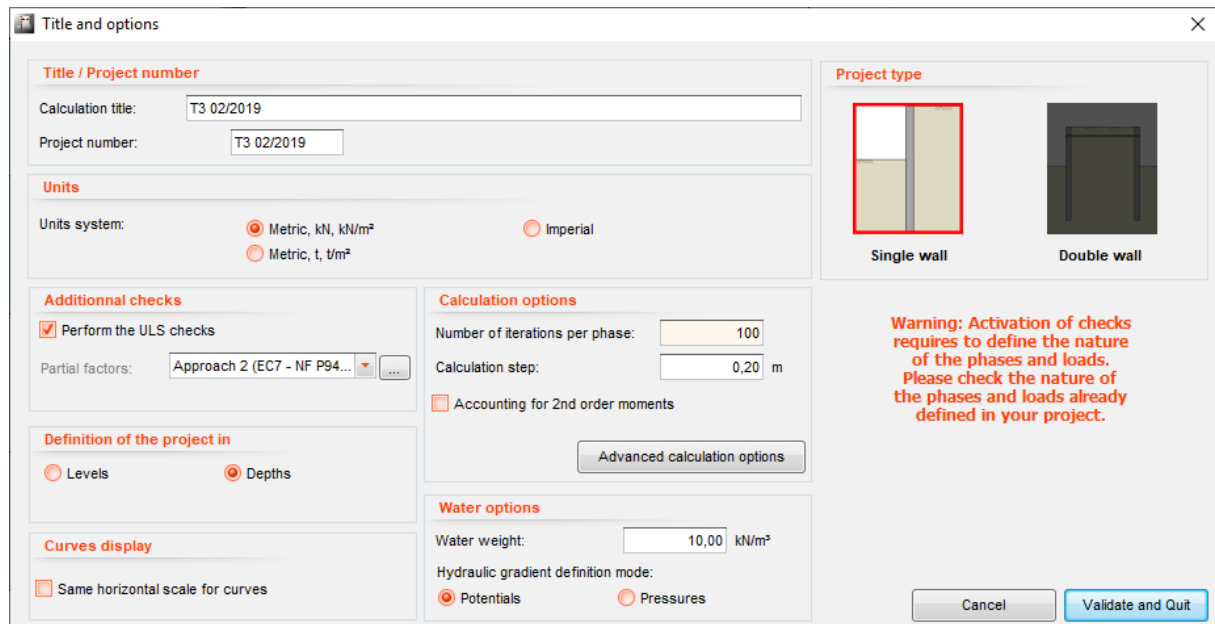 Title and options
Title / Project number
Calculation title: T3 02/2019
Project number: T3 02/2019
Units
Units system:
Metric, kN, kN/m²
Imperial
Metric, t, t/m²
Additionnal checks
Perform the ULS checks
Partial factors: Approach 2 (EC7 - NF P94... ...
Definition of the project in
Levels
Depths
Curves display
Same horizontal scale for curves
Calculation options
Number of iterations per phase: 100
Calculation step: 0,20 m
Accounting for 2nd order moments
Advanced calculation options
Water options
Water weight: 10,00 kN/m³
Hydraulic gradient definition mode:
Potentials
Pressures
Project type
Single wall
Double wall
Warning: Activation of checks
requires to define the nature
of the phases and loads.
Please check the nature of
the phases and loads already
defined in your project.
Cancel
Validate and Quit